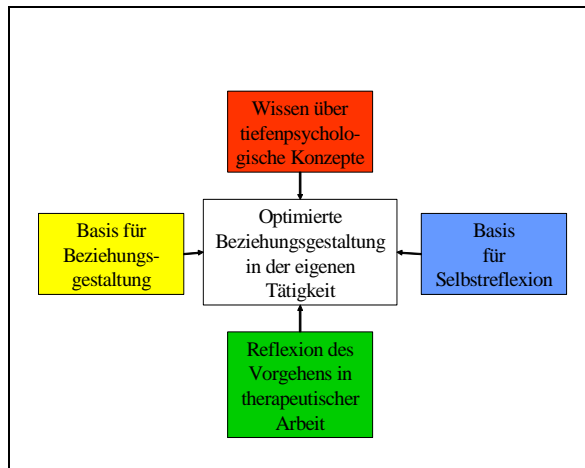 Wissen über
tiefenpsycholo-
gische Konzepte
Basis für
Beziehungs-
gestaltung
Optimierte
Beziehungsgestaltung
in der eigenen
Tätigkeit
Basis
für
Selbstreflexion
Reflexion des
Vorgehens in
therapeutischer
Arbeit